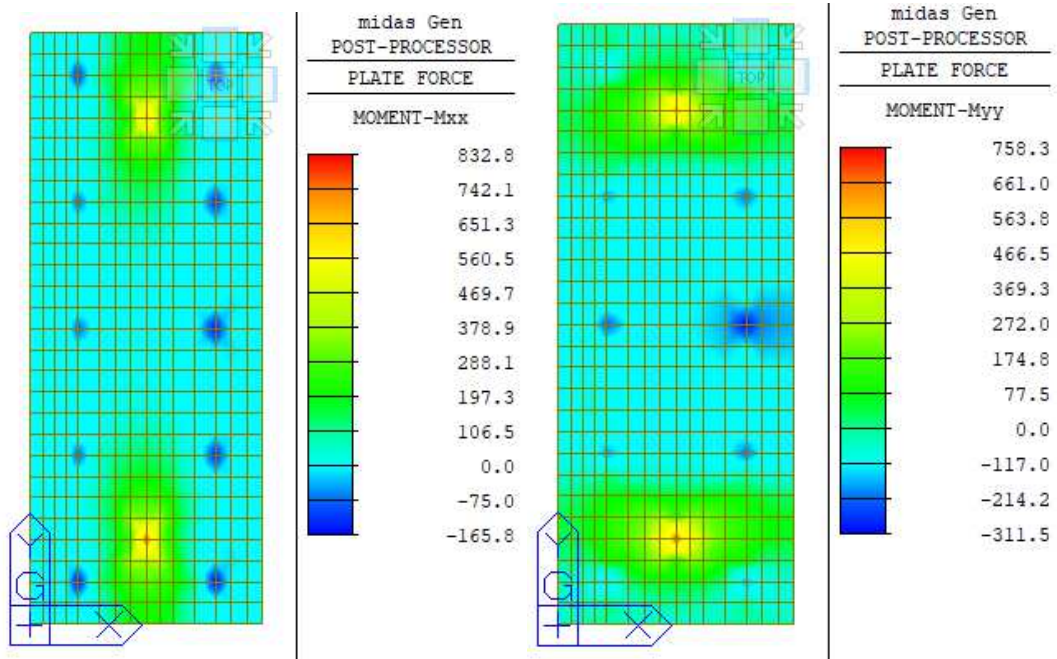 midas Gen
POST-PROCESSOR
PLATE FORCE
MOMENT-Mxx
832.8
742.1
651.3
560.5
469.7
378.9
288.1
197.3
106.5
0.0
-75.0
-165.8
TOP
Y
G
X
midas Gen
POST-PROCESSOR
PLATE FORCE
MOMENT-Myy
758.3
661.0
563.8
466.5
369.3
272.0
174.8
77.5
0.0
-117.0
-214.2
-311.5
TOP
Y
G
X